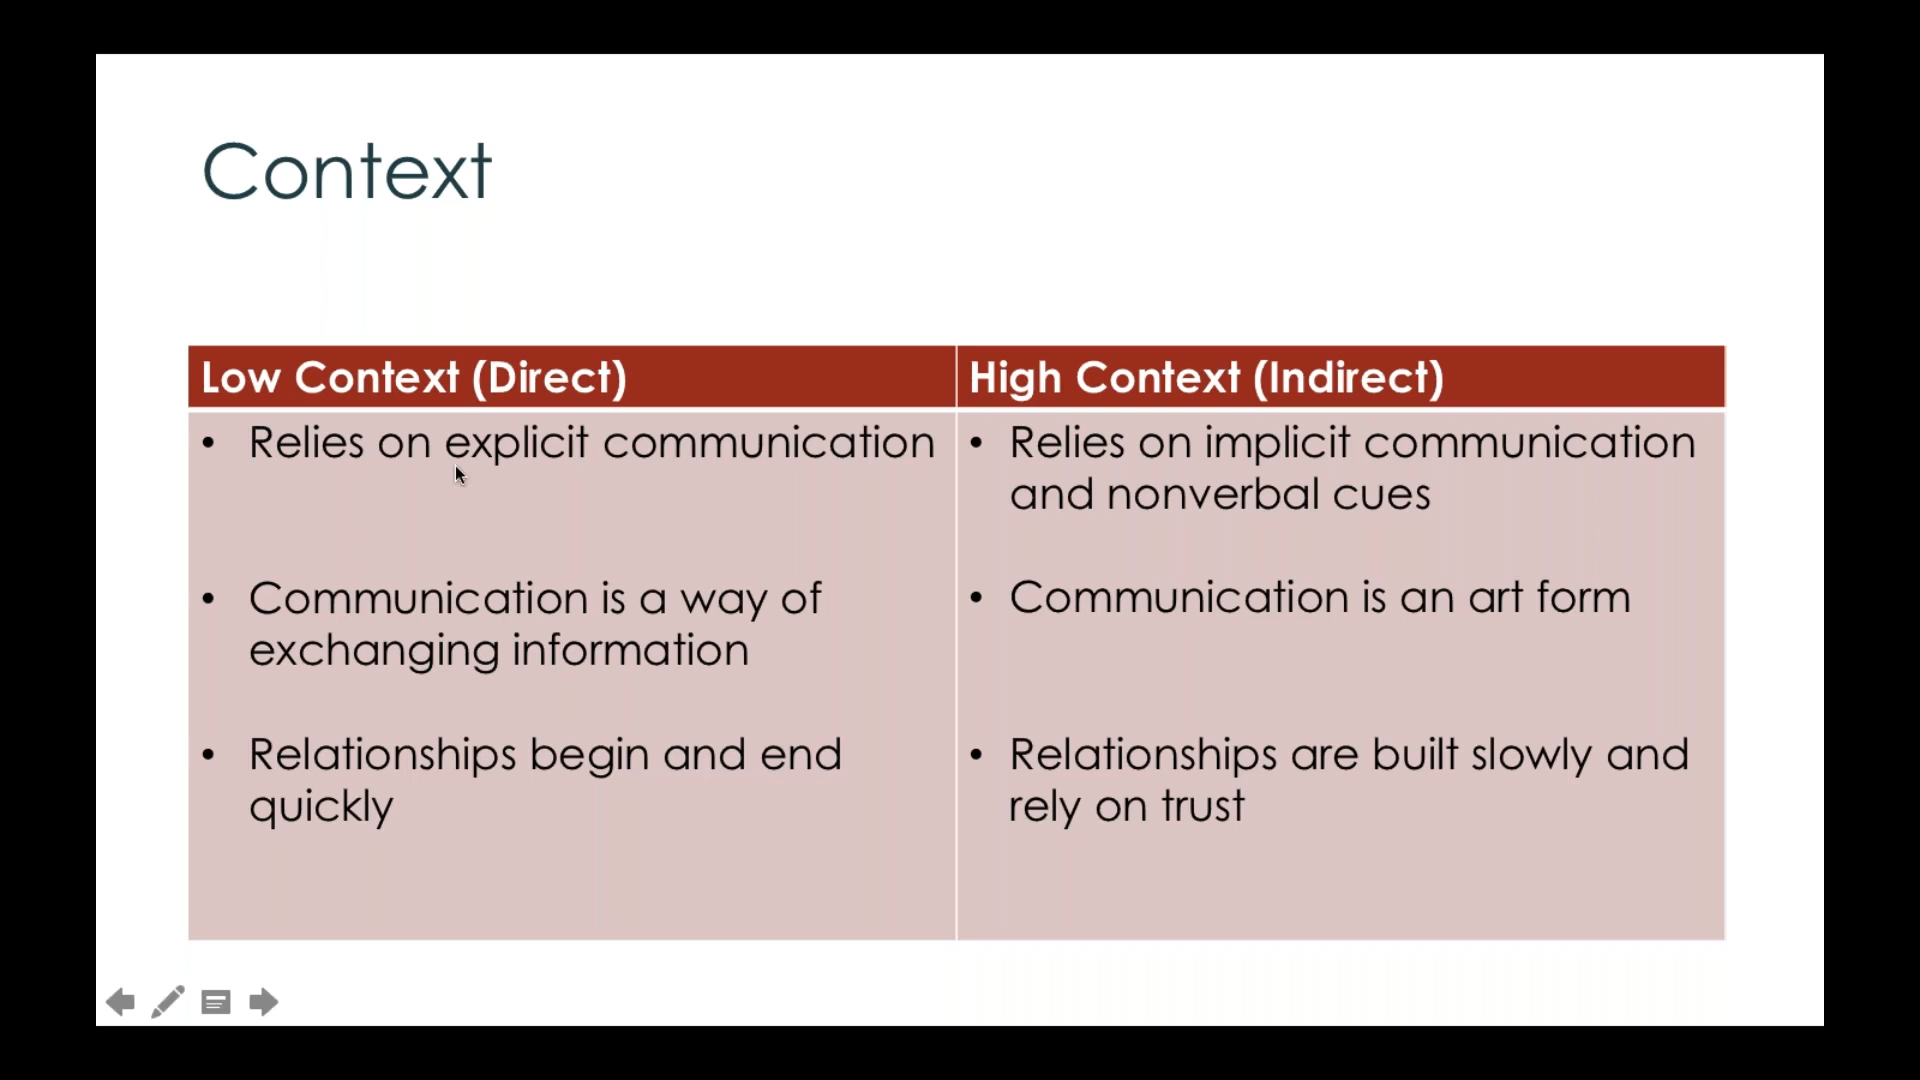 Context
Low Context (Direct)
High Context (Indirect)
• Relies on explicit communication
• Communication is a way of
exchanging information
• Relationships begin and end
quickly
• Relies on implicit communication
and nonverbal cues
• Communication is an art form
• Relationships are built slowly and
rely on trust